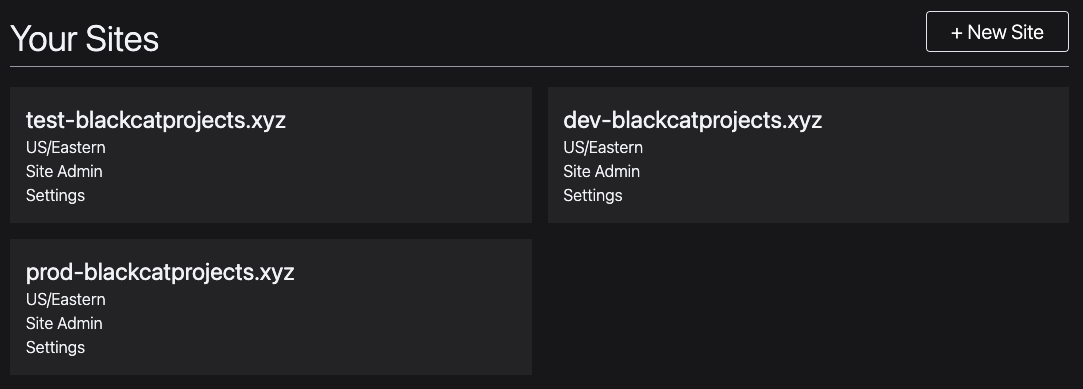 Your Sites
+ New Site
test-blackcatprojects.xyz
US/Eastern
Site Admin
Settings
dev-blackcatprojects.xyz
US/Eastern
Site Admin
Settings
prod-blackcatprojects.xyz
US/Eastern
Site Admin
Settings